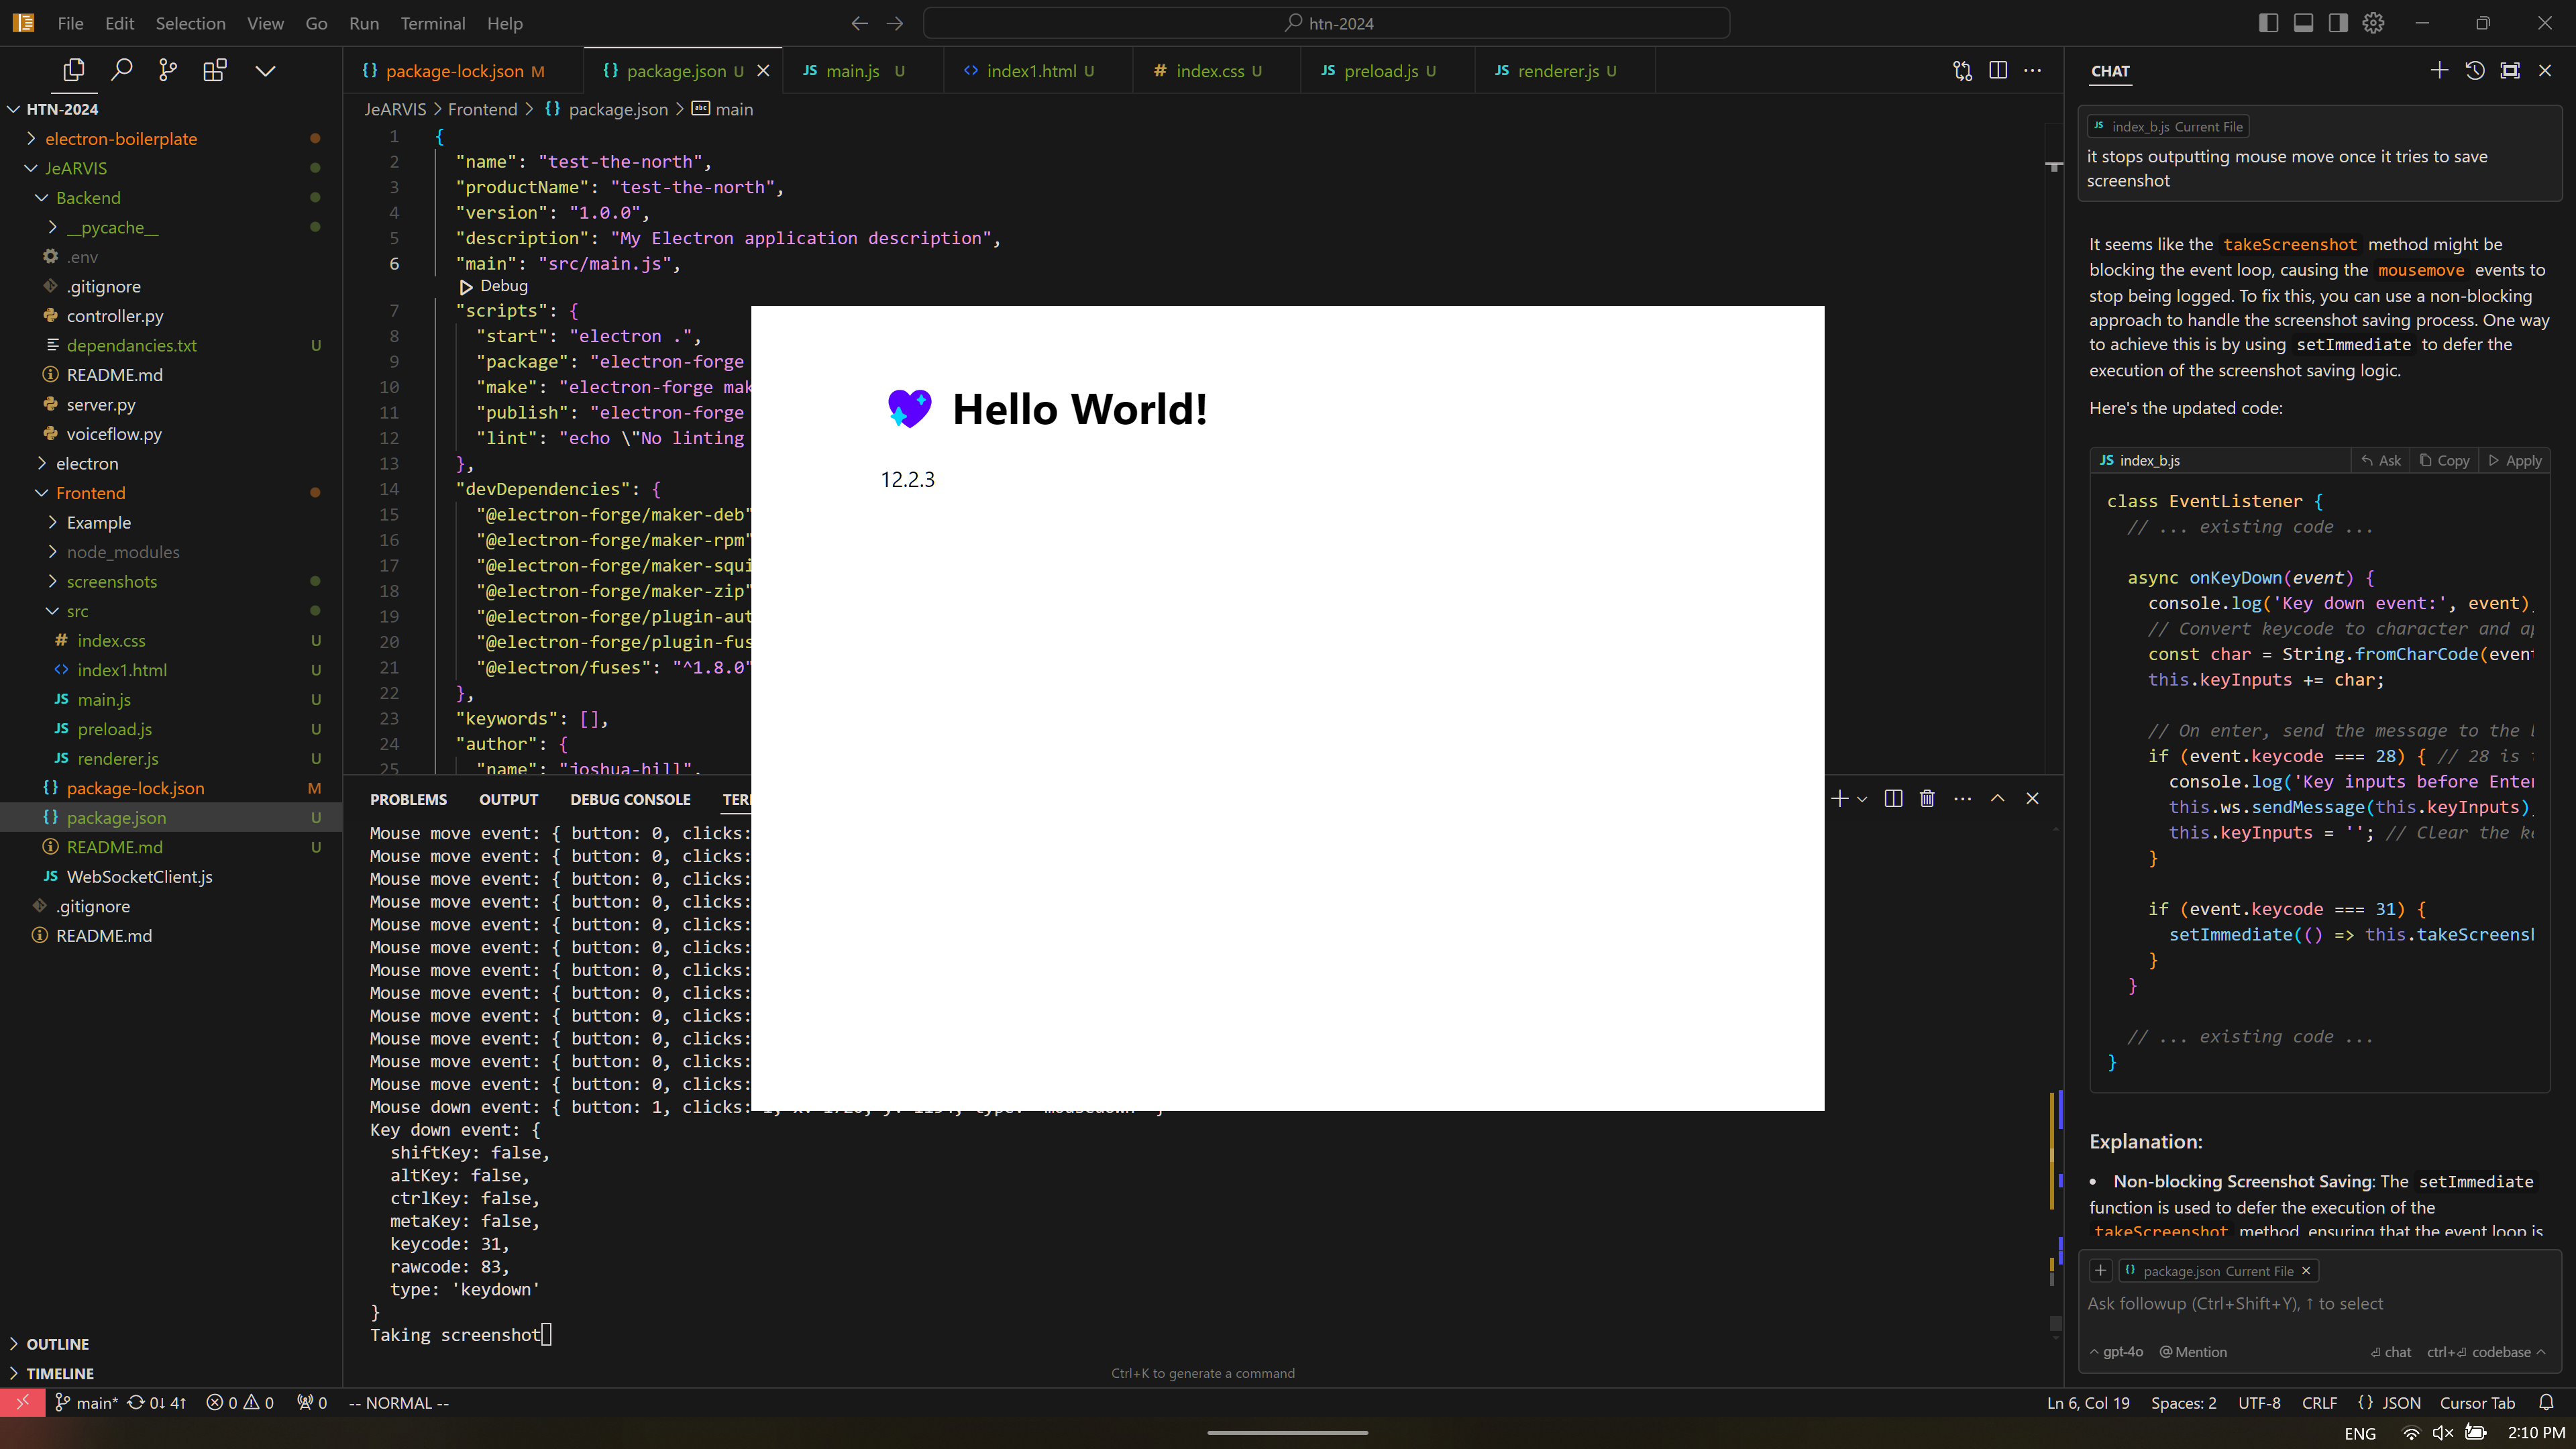 File Edit Selection View Go Run Terminal Help
htn-2024
HTN-2024
electron-boilerplate
JeARVIS
Backend
__pycache__
.env
.gitignore
controller.py
dependancies.txt U
README.md
server.py
voiceflow.py
electron
Frontend
Example
node_modules
screenshots
src
index.css U
index1.html U
main.js U
preload.js U
renderer.js U
package-lock.json M
package.json U
README.md U
WebSocketClient.js
.gitignore
README.md
OUTLINE
TIMELINE
package-lock.json M
package.json U
JS main.js U
index1.html U
# index.css U
JS preload.js U
JS renderer.js U
JeARVIS > Frontend > {} package.json > abc main
1 {
2 "name": "test-the-north",
3 "productName": "test-the-north",
4 "version": "1.0.0",
5 "description": "My Electron application description",
6 "main": "src/main.js",
Debug
7 "scripts": {
8 "start": "electron .",
9 "package": "electron-forge
10 "make": "electron-forge mak
11 "publish": "electron-forge
12 "lint": "echo \"No linting
13 },
14 "devDependencies": {
15 "@electron-forge/maker-deb"
16 "@electron-forge/maker-rpm"
17 "@electron-forge/maker-squi
18 "@electron-forge/maker-zip"
19 "@electron-forge/plugin-aut
20 "@electron-forge/plugin-fus
21 "@electron/fuses": "^1.8.0"
22 },
23 "keywords": [],
24 "author": {
25 "name": "joshua-hill",
Hello World!
12.2.3
PROBLEMS OUTPUT DEBUG CONSOLE TER
Mouse move event: { button: 0, clicks:
Mouse move event: { button: 0, clicks:
Mouse move event: { button: 0, clicks:
Mouse move event: { button: 0, clicks:
Mouse move event: { button: 0, clicks:
Mouse move event: { button: 0, clicks:
Mouse move event: { button: 0, clicks:
Mouse move event: { button: 0, clicks:
Mouse move event: { button: 0, clicks:
Mouse move event: { button: 0, clicks:
Mouse move event: { button: 0, clicks:
Mouse move event: { button: 0, clicks:
Mouse down event: { button: 1, clicks:
Key down event: {
shiftKey: false,
altKey: false,
ctrlKey: false,
metaKey: false,
keycode: 31,
rawcode: 83,
type: 'keydown'
}
Taking screenshot
Ctrl+K to generate a command
CHAT
JS index_b.js Current File
it stops outputting mouse move once it tries to save
screenshot
It seems like the takeScreenshot method might be
blocking the event loop, causing the mousemove events to
stop being logged. To fix this, you can use a non-blocking
approach to handle the screenshot saving process. One way
to achieve this is by using setImmediate to defer the
execution of the screenshot saving logic.
Here's the updated code:
JS index_b.js Ask Copy Apply
class EventListener {
// ... existing code ...
async onKeyDown(event) {
console.log('Key down event:', event)
// Convert keycode to character and a
const char = String.fromCharCode(even
this.keyInputs += char;
// On enter, send the message to the
if (event.keycode === 28) { // 28 is
console.log('Key inputs before Enter
this.ws.sendMessage(this.keyInputs)
this.keyInputs = ''; // Clear the k
}
if (event.keycode === 31) {
setImmediate(() => this.takeScreens
}
}
// ... existing code ...
}
Explanation:
• Non-blocking Screenshot Saving: The setImmediate
function is used to defer the execution of the
takeScreenshot method, ensuring that the event loop is
+ {} package.json Current File ×
Ask followup (Ctrl+Shift+Y), ↑ to select
gpt-4o @ Mention chat ctrl+⏎ codebase
main* 0↓ 4↑ 0 0 0 -- NORMAL --
Ln 6, Col 19 Spaces: 2 UTF-8 CRLF {} JSON Cursor Tab
ENG 2:10 PM